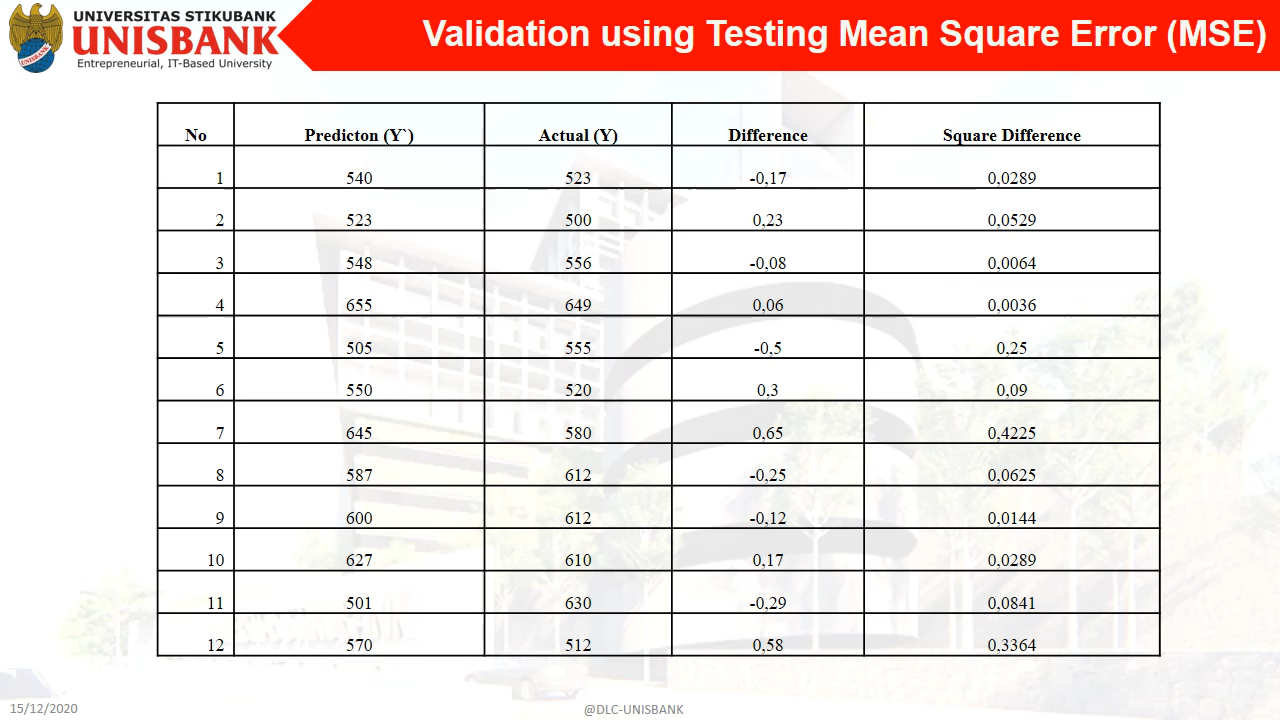 UNIVERSITAS STIKUBANK
UNISBANK
Entrepreneurial, IT-Based University
UNISBANK
Validation using Testing Mean Square Error (MSE)
No Predicton (Y`) Actual (Y) Difference Square Difference
1 540 523 -0,17 0,0289
2 523 500 0,23 0,0529
3 548 556 -0,08 0,0064
4 655 649 0,06 0,0036
5 505 555 -0,5 0,25
6 550 520 0,3 0,09
7 645 580 0,65 0,4225
8 587 612 -0,25 0,0625
9 600 612 -0,12 0,0144
10 627 610 0,17 0,0289
11 501 630 -0,29 0,0841
12 570 512 0,58 0,3364
15/12/2020
@DLC-UNISBANK